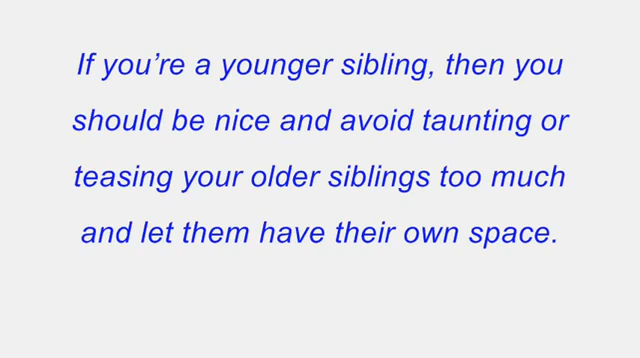 If you’re a younger sibling, then you
should be nice and avoid taunting or
teasing your older siblings too much
and let them have their own space.